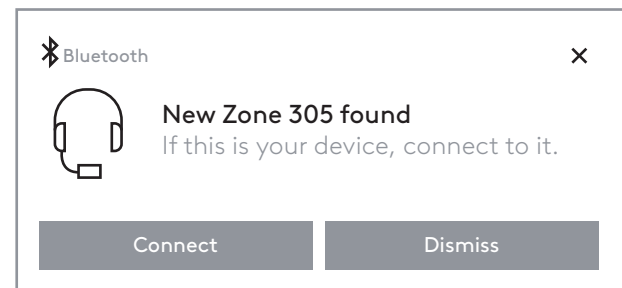 Bluetooth
New Zone 305 found
If this is your device, connect to it.
Connect
Dismiss